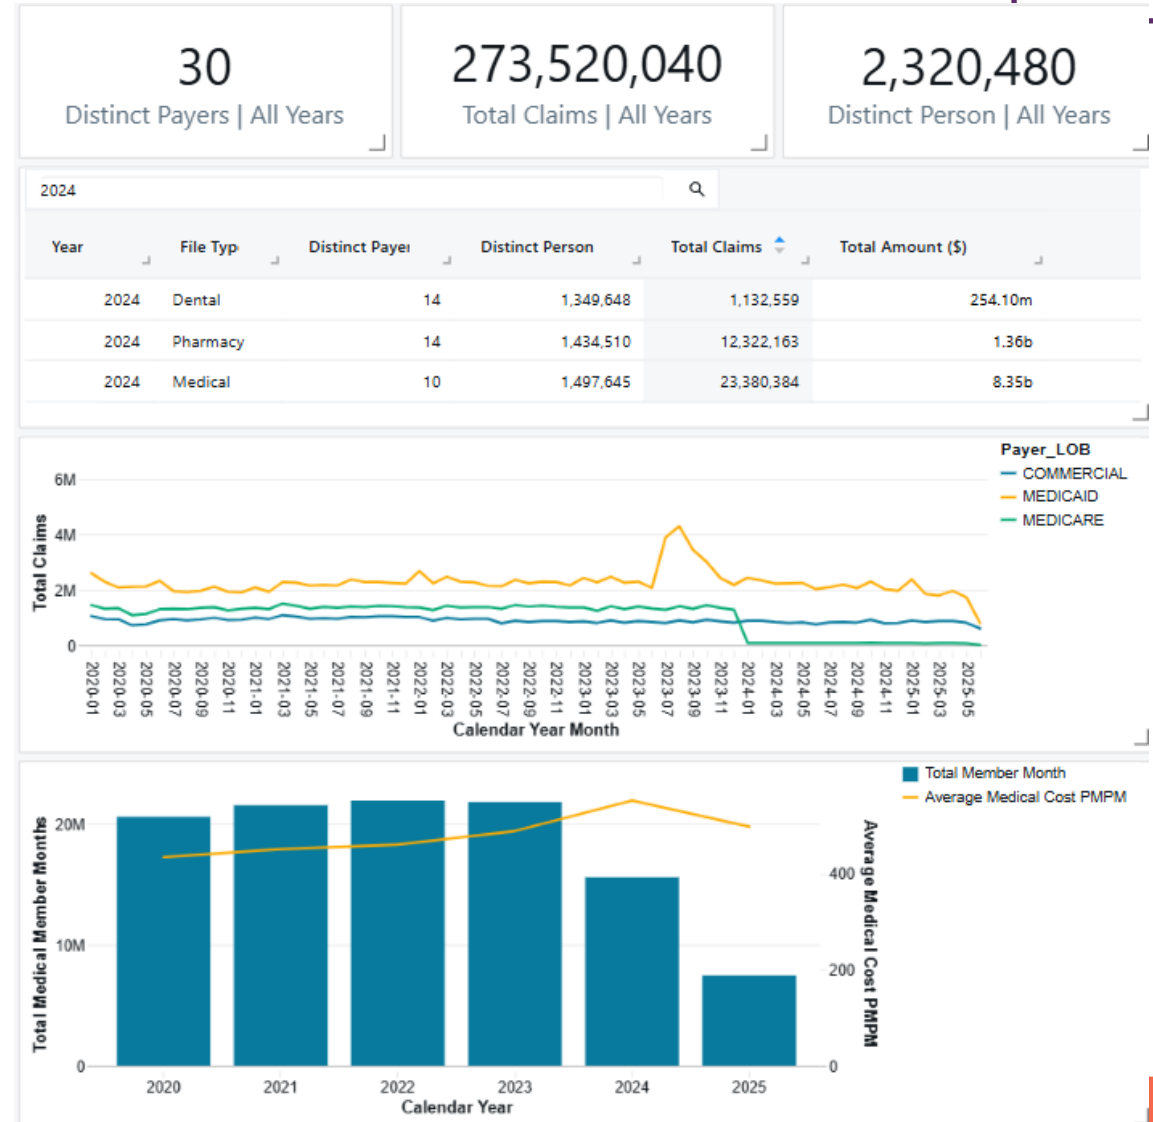 30
Distinct Payers | All Years
273,520,040
Total Claims | All Years
2,320,480
Distinct Person | All Years
2024
Year File Typ Distinct Payer Distinct Person Total Claims Total Amount ($)
2024 Dental 14 1,349,648 1,132,559 254.10m
2024 Pharmacy 14 1,434,510 12,322,163 1.36b
2024 Medical 10 1,497,645 23,380,384 8.35b
Payer_LOB
COMMERCIAL
MEDICAID
MEDICARE
Total Claims
6M
4M
2M
0
2020-01
2020-03
2020-05
2020-07
2020-09
2020-11
2021-01
2021-03
2021-05
2021-07
2021-09
2021-11
2022-01
2022-03
2022-05
2022-07
2022-09
2022-11
2023-01
2023-03
2023-05
2023-07
2023-09
2023-11
2024-01
2024-03
2024-05
2024-07
2024-09
2024-11
2025-01
2025-03
2025-05
Calendar Year Month
Total Member Month
Average Medical Cost PMPM
Total Medical Member Months
20M
10M
0
400
200
0
Average Medical Cost PMPM
2020 2021 2022 2023 2024 2025
Calendar Year